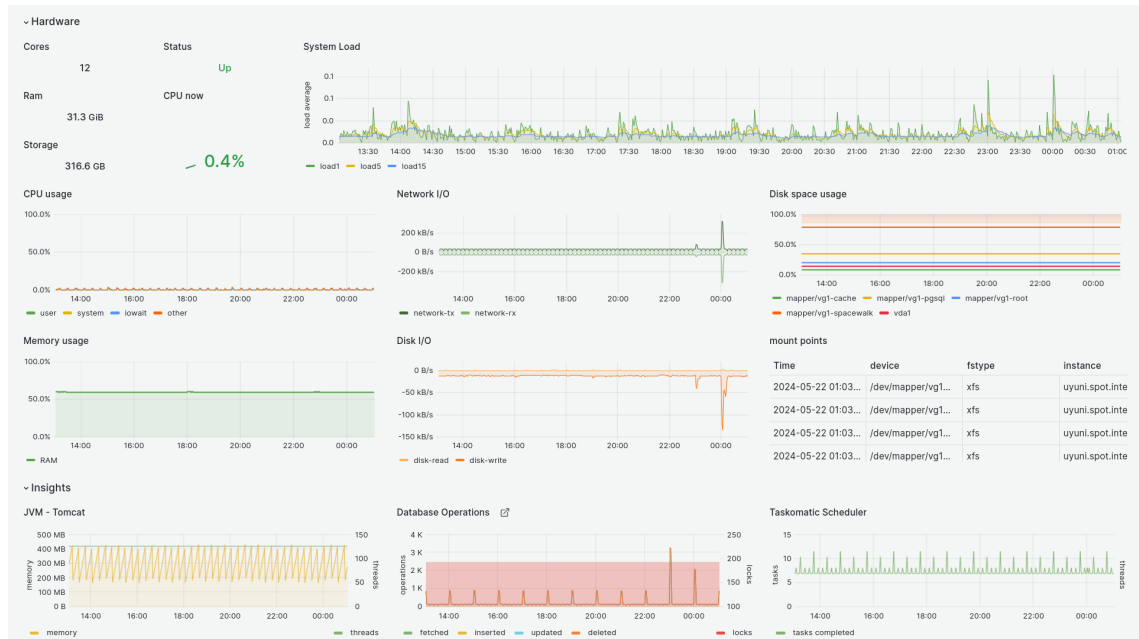 Hardware
Cores
12
Status
Up
Ram
31.3 GiB
CPU now
0.4%
Storage
316.6 GB
System Load
load average
0.1
0.1
0.0
0.0
13:30 14:00 14:30 15:00 15:30 16:00 16:30 17:00 17:30 18:00 18:30 19:00 19:30 20:00 20:30 21:00 21:30 22:00 22:30 23:00 23:30 00:00 00:30 01:00
load1 load5 load15
CPU usage
100.0%
50.0%
0.0%
14:00 16:00 18:00 20:00 22:00 00:00
user system iowait other
Network I/O
200 kB/s
0 B/s
-200 kB/s
14:00 16:00 18:00 20:00 22:00 00:00
network-tx network-rx
Disk space usage
100.0%
50.0%
0.0%
14:00 16:00 18:00 20:00 22:00 00:00
mapper/vg1-cache mapper/vg1-pgsql mapper/vg1-root
mapper/vg1-spacewalk vda1
Memory usage
100.0%
50.0%
0.0%
14:00 16:00 18:00 20:00 22:00 00:00
RAM
Disk I/O
0 B/s
-50 kB/s
-100 kB/s
-150 kB/s
14:00 16:00 18:00 20:00 22:00 00:00
disk-read disk-write
mount points
Time device fstype instance
2024-05-22 01:03... /dev/mapper/vg1... xfs uyuni.spot.inte
2024-05-22 01:03... /dev/mapper/vg1... xfs uyuni.spot.inte
2024-05-22 01:03... /dev/mapper/vg1... xfs uyuni.spot.inte
2024-05-22 01:03... /dev/mapper/vg1... xfs uyuni.spot.inte
Insights
JVM - Tomcat
memory
500 MB
400 MB
300 MB
200 MB
100 MB
0 B
150
100
50
0
threads
14:00 16:00 18:00 20:00 22:00 00:00
memory threads
Database Operations
operations
4 K
3 K
2 K
1 K
0
250
200
150
100
locks
14:00 16:00 18:00 20:00 22:00 00:00
fetched inserted updated deleted locks
Taskomatic Scheduler
tasks
15
10
5
0
threads
14:00 16:00 18:00 20:00 22:00 00:00
tasks completed